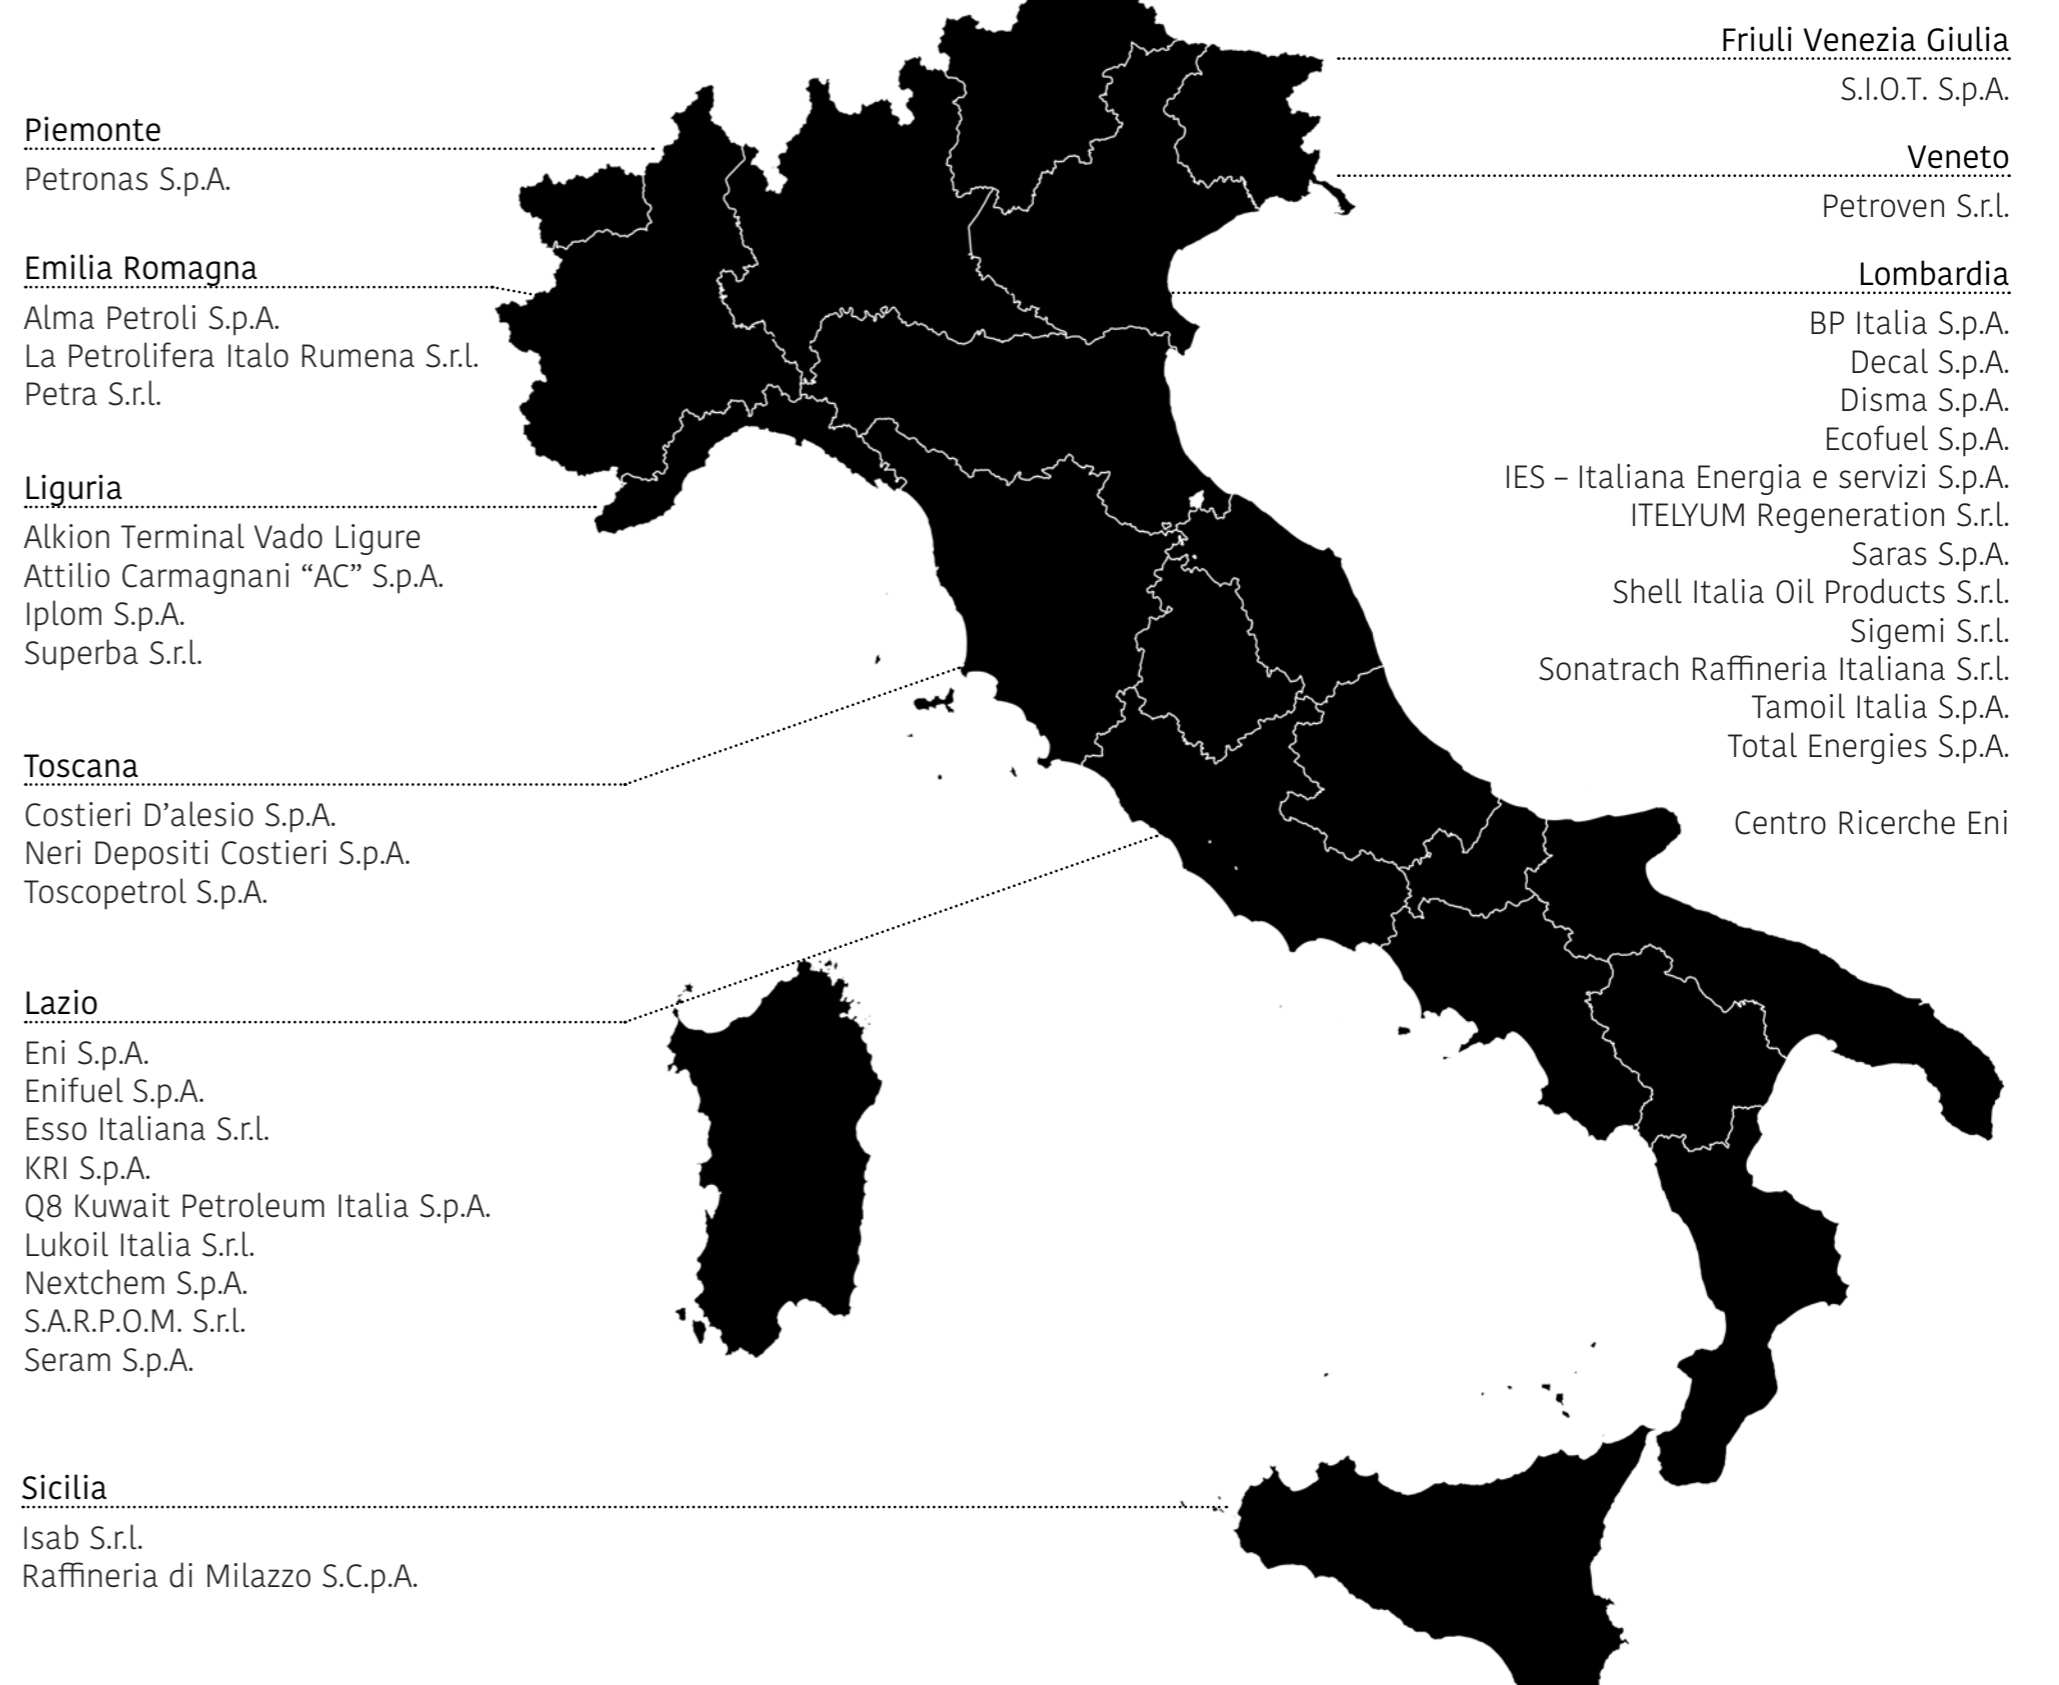 Piemonte
Petronas S.p.A.
Emilia Romagna
Alma Petroli S.p.A.
La Petrolifera Italo Rumena S.r.l.
Petra S.r.l.
Liguria
Alkion Terminal Vado Ligure
Attilio Carmagnani “AC” S.p.A.
Iplom S.p.A.
Superba S.r.l.
Toscana
Costieri D’alesio S.p.A.
Neri Depositi Costieri S.p.A.
Toscopetrol S.p.A.
Lazio
Eni S.p.A.
Enifuel S.p.A.
Esso Italiana S.r.l.
KRI S.p.A.
Q8 Kuwait Petroleum Italia S.p.A.
Lukoil Italia S.r.l.
Nextchem S.p.A.
S.A.R.P.O.M. S.r.l.
Seram S.p.A.
Sicilia
Isab S.r.l.
Raffineria di Milazzo S.C.p.A.
Friuli Venezia Giulia
S.I.O.T. S.p.A.
Veneto
Petroven S.r.l.
Lombardia
BP Italia S.p.A.
Decal S.p.A.
Disma S.p.A.
Ecofuel S.p.A.
IES – Italiana Energia e servizi S.p.A.
ITELYUM Regeneration S.r.l.
Saras S.p.A.
Shell Italia Oil Products S.r.l.
Sigemi S.r.l.
Sonatrach Raffineria Italiana S.r.l.
Tamoil Italia S.p.A.
Total Energies S.p.A.
Centro Ricerche Eni